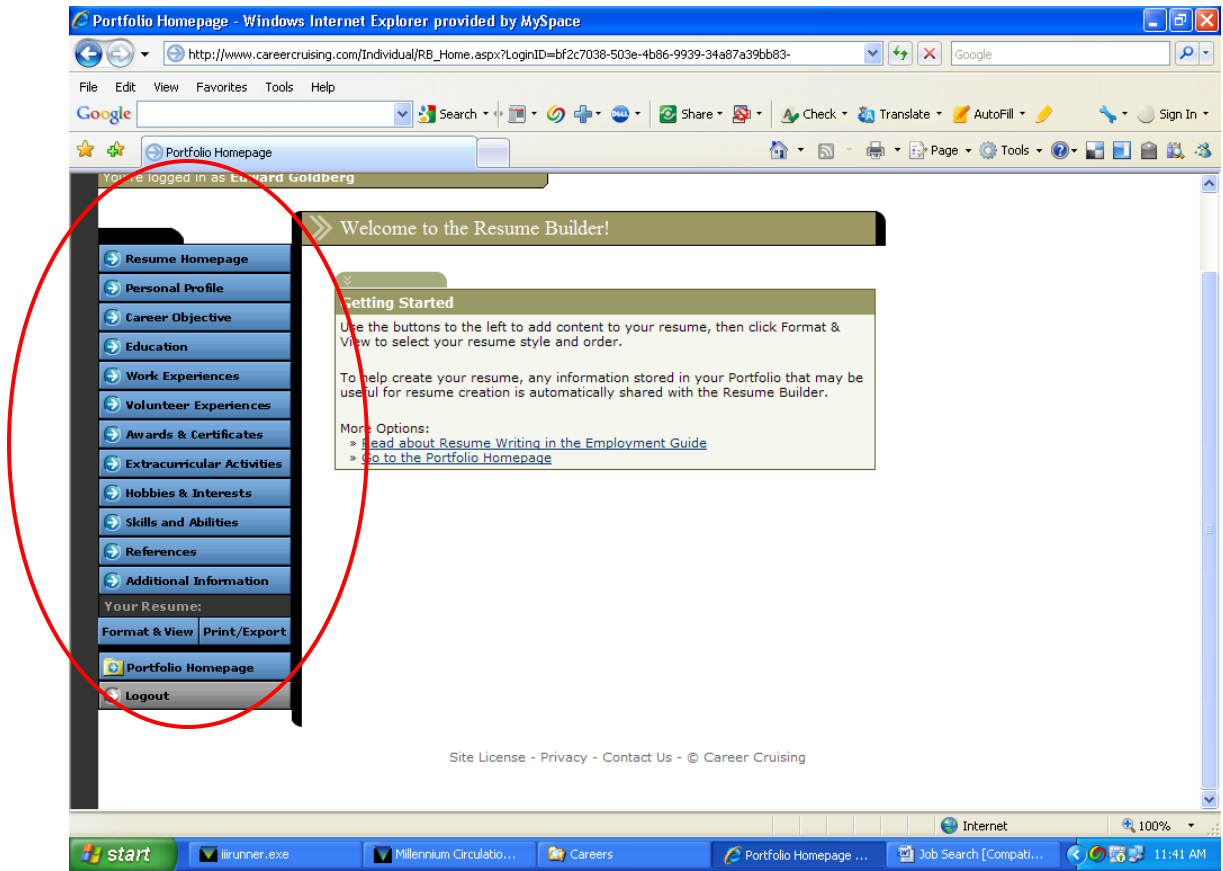 Portfolio Homepage - Windows Internet Explorer provided by MySpace
http://www.careercruising.com/Individual/RB_Home.aspx?LoginID=bf2c7038-503e-4b86-9939-34a87a39bb83-
Google
File Edit View Favorites Tools Help
Google Search Share Check Translate AutoFill Sign In
Portfolio Homepage
Page Tools
You're logged in as Edward Goldberg
Welcome to the Resume Builder!
Resume Homepage
Personal Profile
Career Objective
Education
Work Experiences
Volunteer Experiences
Awards & Certificates
Extracurricular Activities
Hobbies & Interests
Skills and Abilities
References
Additional Information
Your Resume:
Format & View Print/Export
Portfolio Homepage
Logout
Getting Started
Use the buttons to the left to add content to your resume, then click Format &
View to select your resume style and order.
To help create your resume, any information stored in your Portfolio that may be
useful for resume creation is automatically shared with the Resume Builder.
More Options:
» Read about Resume Writing in the Employment Guide
» Go to the Portfolio Homepage
Site License - Privacy - Contact Us - © Career Cruising
Internet 100%
start iiirunner.exe Millennium Circulatio... Careers Portfolio Homepage ... Job Search [Compati... 11:41 AM